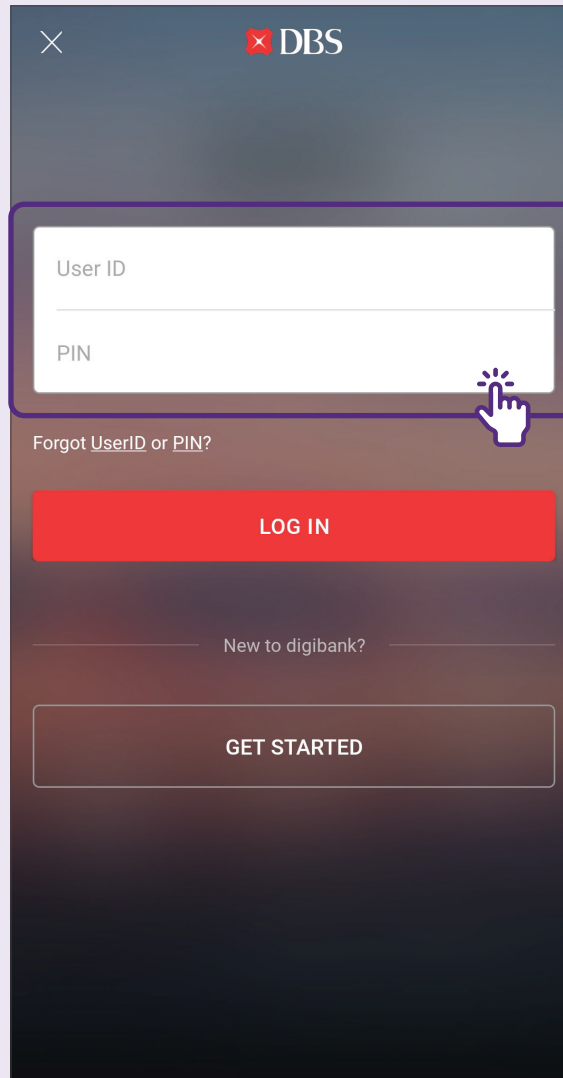 DBS
User ID
PIN
Forgot UserID or PIN?
LOG IN
New to digibank?
GET STARTED